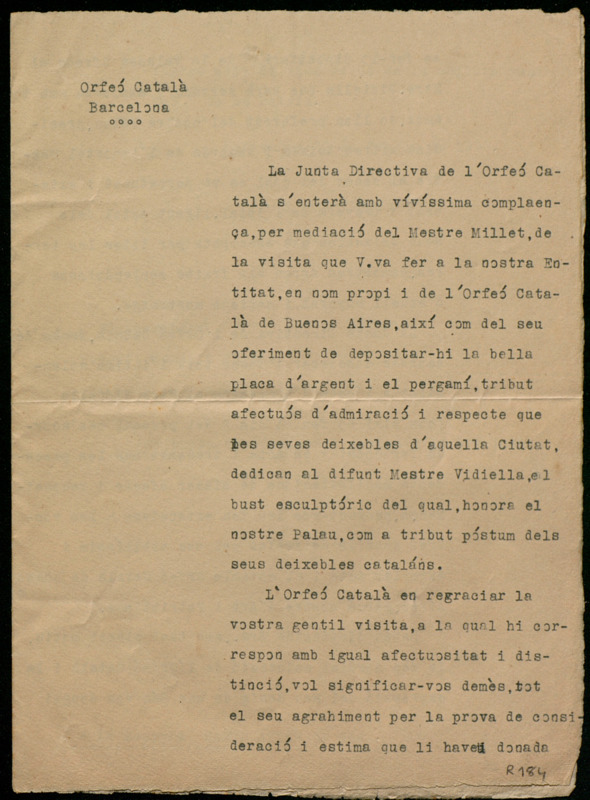 Orfeó Català
Barcelona
oooo
La Junta Directiva de l'Orfeó Ca-
talà s'enterà amb vívíssima complaen-
ça,per mediació del Mestre Millet,de
la visita que V.va fer a la nostra En-
titat,en nom propi i de l'Orfeó Cata-
là de Buenos Aires,així com del seu
oferiment de depositar-hi la bella
placa d'argent i el pergamí,tribut
afectuós d'admiració i respecte que
les seves deixebles d'aquella Ciutat,
dedican al difunt Mestre Vidiella,el
bust esculptóric del qual,honora el
nostre Palau,com a tribut póstum dels
seus deixebles cataláns.
L'Orfeó Català en regraciar la
vostra gentil visita,a la qual hi cor-
respon amb igual afectuositat i dis-
tinció,vol significar-vos demès,tot
el seu agrahiment per la prova de consi-
deració i estima que li haveu donada
R184